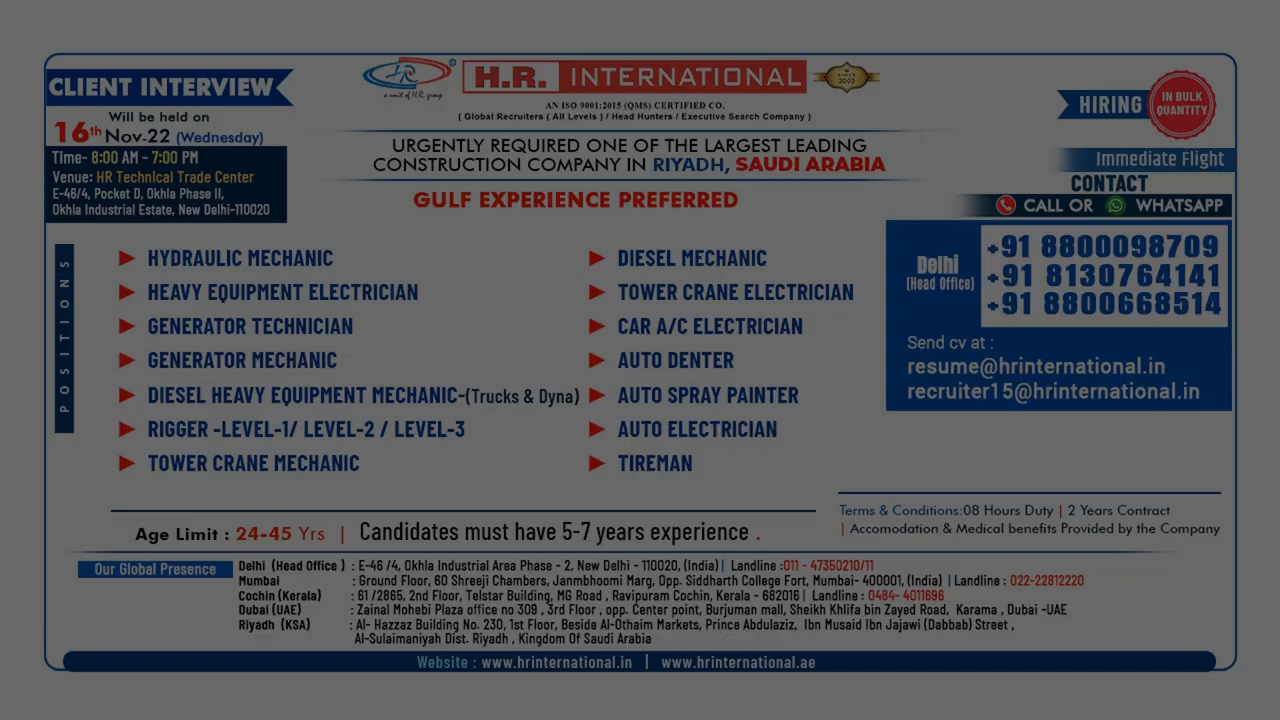 CLIENT INTERVIEW
Will be held on
16th Nov-22 (Wednesday)
Time- 8:00 AM - 7:00 PM
Venue: HR Technical Trade Center
E-46/4, Pocket D, Okhla Phase II,
Okhla Industrial Estate, New Delhi-110020
HR ®
a unit of H.R. group
H.R. INTERNATIONAL
SINCE 2005
AN ISO 9001:2015 (QMS) CERTIFIED CO.
( Global Recruiters ( All Levels ) / Head Hunters / Executive Search Company )
URGENTLY REQUIRED ONE OF THE LARGEST LEADING
CONSTRUCTION COMPANY IN RIYADH, SAUDI ARABIA
GULF EXPERIENCE PREFERRED
HIRING
IN BULK
QUANTITY
Immediate Flight
CONTACT
CALL OR WHATSAPP
Delhi
(Head Office)
+91 8800098709
+91 8130764141
+91 8800668514
Send cv at :
resume@hrinternational.in
recruiter15@hrinternational.in
POSITIONS
HYDRAULIC MECHANIC
HEAVY EQUIPMENT ELECTRICIAN
GENERATOR TECHNICIAN
GENERATOR MECHANIC
DIESEL HEAVY EQUIPMENT MECHANIC-(Trucks & Dyna)
RIGGER -LEVEL-1/ LEVEL-2 / LEVEL-3
TOWER CRANE MECHANIC
DIESEL MECHANIC
TOWER CRANE ELECTRICIAN
CAR A/C ELECTRICIAN
AUTO DENTER
AUTO SPRAY PAINTER
AUTO ELECTRICIAN
TIREMAN
Age Limit : 24-45 Yrs | Candidates must have 5-7 years experience .
Terms & Conditions:08 Hours Duty | 2 Years Contract
| Accomodation & Medical benefits Provided by the Company
Our Global Presence
Delhi (Head Office ) : E-46 /4, Okhla Industrial Area Phase - 2, New Delhi - 110020, (India) | Landline :011 - 47350210/11
Mumbai : Ground Floor, 60 Shreeji Chambers, Janmbhoomi Marg, Opp. Siddharth College Fort, Mumbai- 400001, (India) | Landline : 022-22812220
Cochin (Kerala) : 61 /2865, 2nd Floor, Telstar Building, MG Road , Ravipuram Cochin, Kerala - 682016 | Landline : 0484- 4011696
Dubai (UAE) : Zainal Mohebi Plaza office no 309 , 3rd Floor , opp. Center point, Burjuman mall, Sheikh Khlifa bin Zayed Road, Karama , Dubai -UAE
Riyadh (KSA) : Al- Hazzaz Building No. 230, 1st Floor, Beside Al-Othaim Markets, Prince Abdulaziz, Ibn Musaid Ibn Jajawi (Dabbab) Street ,
Al-Sulaimaniyah Dist. Riyadh , Kingdom Of Saudi Arabia
Website : www.hrinternational.in | www.hrinternational.ae